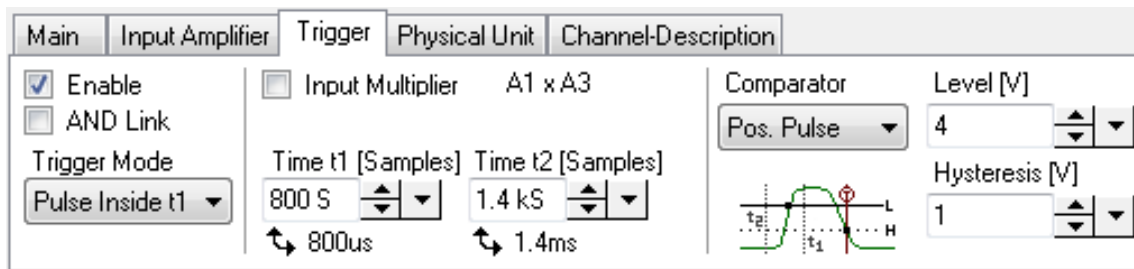 Main Input Amplifier Trigger Physical Unit Channel-Description
Enable
AND Link
Trigger Mode
Pulse Inside t1
Input Multiplier A1 x A3
Time t1 [Samples] Time t2 [Samples]
800 S 1.4 kS
800us 1.4ms
Comparator
Pos. Pulse
Level [V]
4
Hysteresis [V]
1
T
L
t2
H
t1